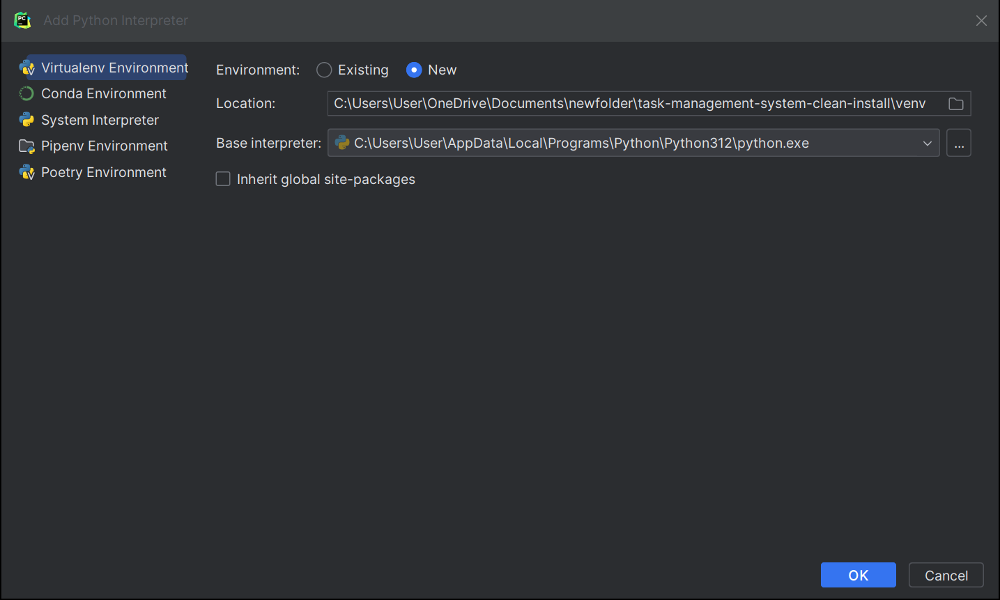 PC
Add Python Interpreter
Virtualenv Environment
Conda Environment
System Interpreter
Pipenv Environment
Poetry Environment
Environment: Existing New
Location: C:\Users\User\OneDrive\Documents\newfolder\task-management-system-clean-install\venv
Base interpreter: C:\Users\User\AppData\Local\Programs\Python\Python312\python.exe ...
Inherit global site-packages
OK Cancel